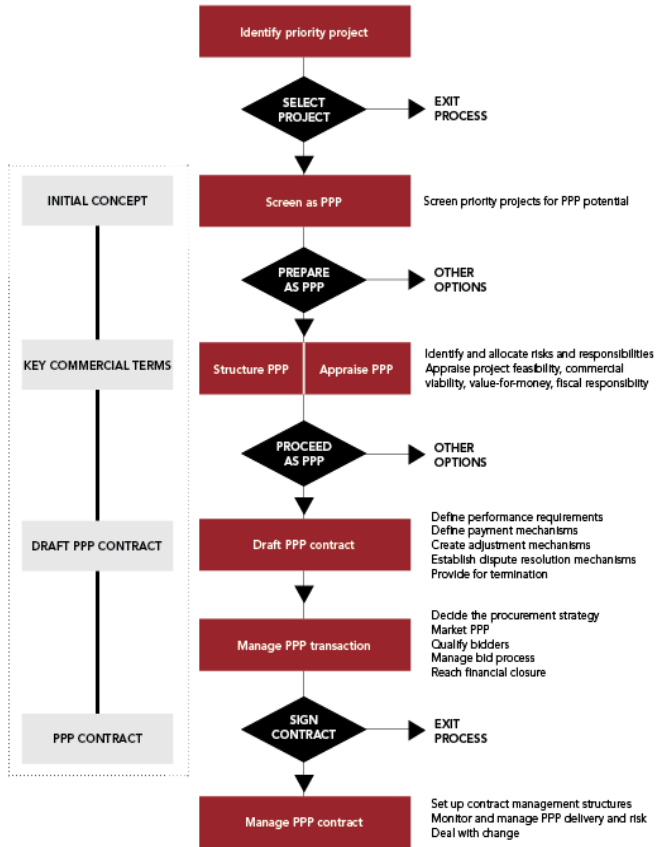 Identify priority project
SELECT
PROJECT
EXIT
PROCESS
INITIAL CONCEPT
Screen as PPP
Screen priority projects for PPP potential
PREPARE
AS PPP
OTHER
OPTIONS
KEY COMMERCIAL TERMS
Structure PPP
Appraise PPP
Identify and allocate risks and responsibilities
Appraise project feasibility, commercial
viability, value-for-money, fiscal responsibiity
PROCEED
AS PPP
OTHER
OPTIONS
DRAFT PPP CONTRACT
Draft PPP contract
Define performance requirements
Define payment mechanisms
Create adjustment mechanisms
Establish dispute resolution mechanisms
Provide for termination
Manage PPP transaction
Decide the procurement strategy
Market PPP
Qualify bidders
Manage bid process
Reach financial closure
SIGN
CONTRACT
EXIT
PROCESS
PPP CONTRACT
Manage PPP contract
Set up contract management structures
Monitor and manage PPP delivery and risk
Deal with change